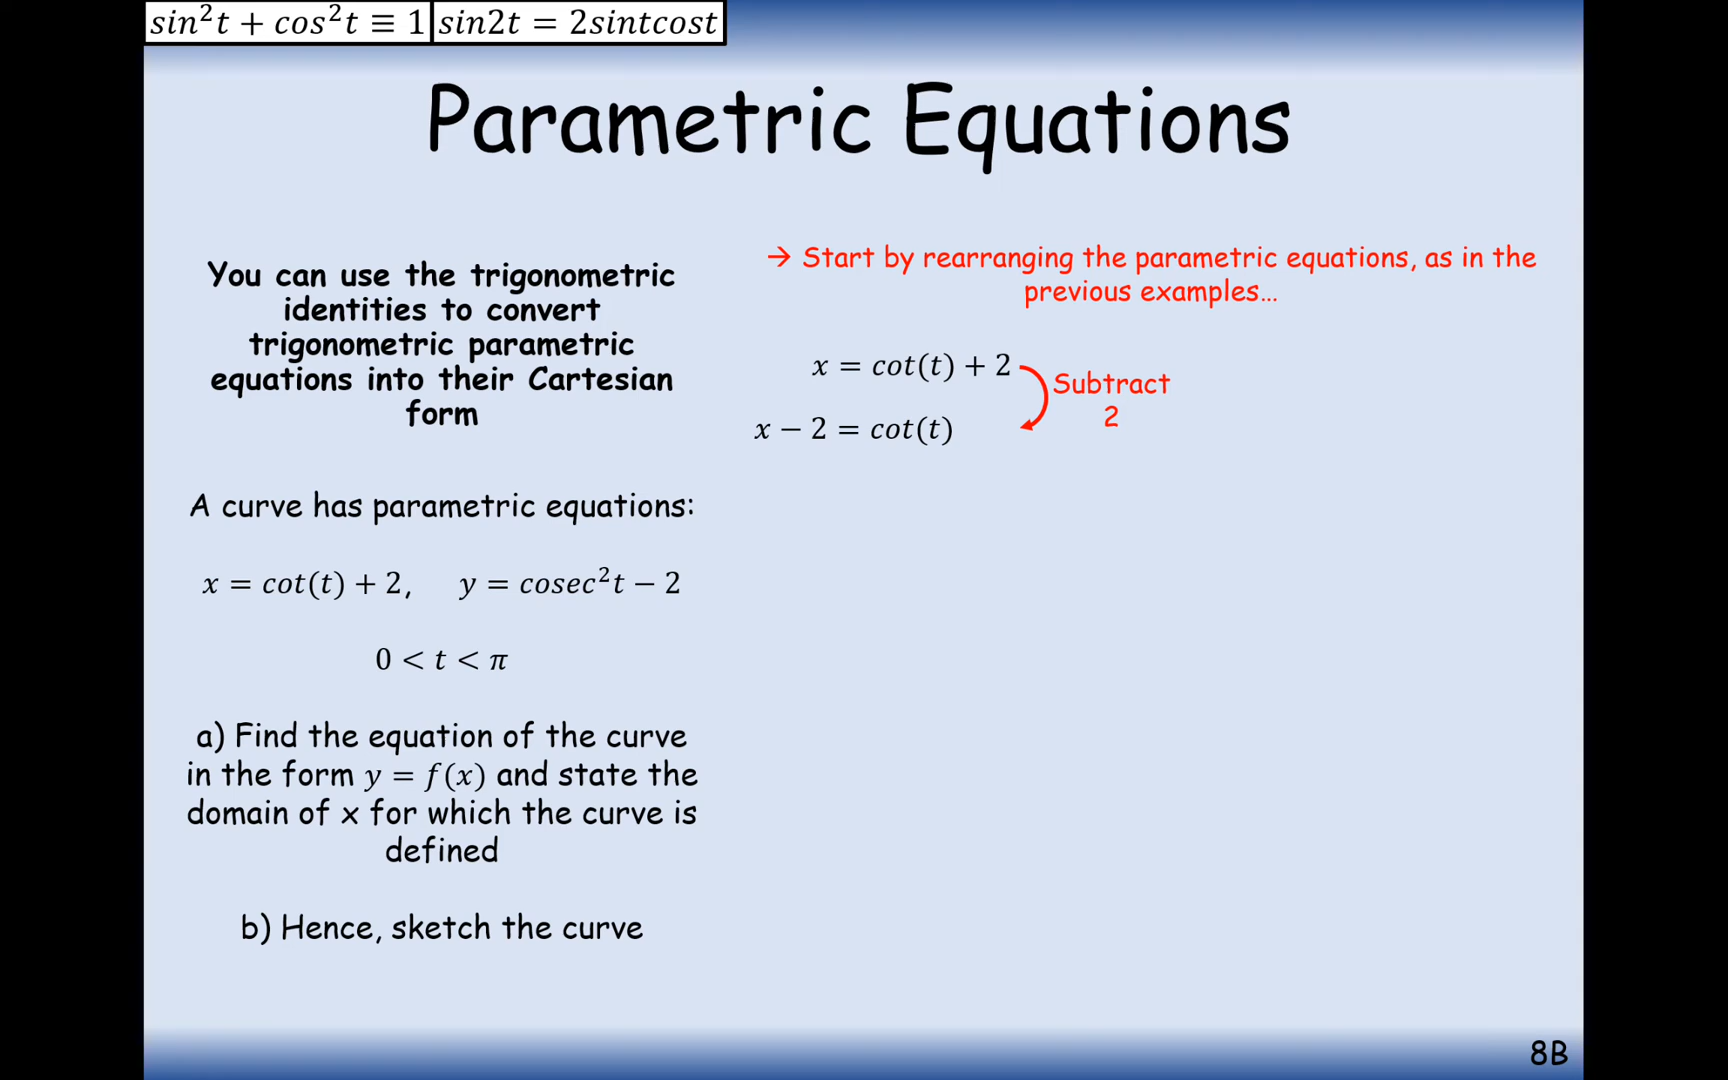 sin²t + cos²t ≡ 1
sin2t = 2sintcost
Parametric Equations
You can use the trigonometric
identities to convert
trigonometric parametric
equations into their Cartesian
form
A curve has parametric equations:
x = cot(t) + 2,   y = cosec²t − 2
0 < t < π
a) Find the equation of the curve
in the form y = f(x) and state the
domain of x for which the curve is
defined
b) Hence, sketch the curve
→ Start by rearranging the parametric equations, as in the
previous examples…
x = cot(t) + 2
x − 2 = cot(t)
Subtract
2
8B